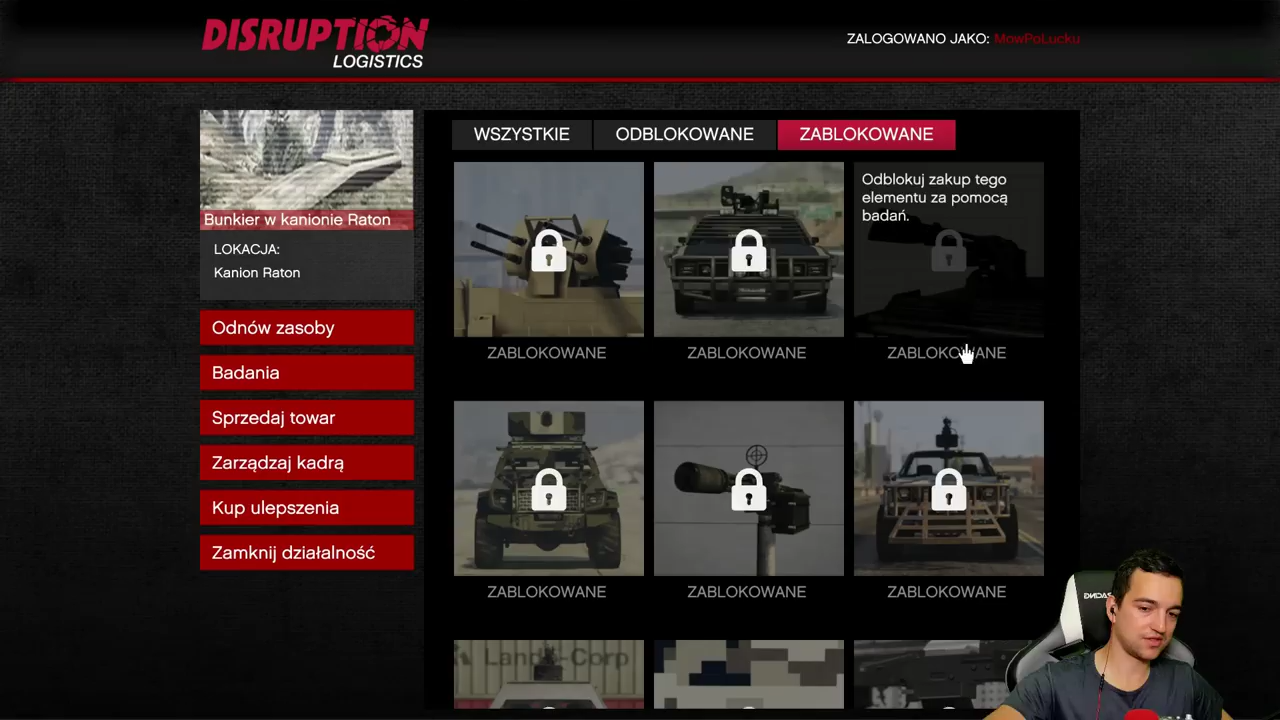 DISRUPTION
LOGISTICS
ZALOGOWANO JAKO: MowPoLucku
Bunkier w kanionie Raton
LOKACJA:
Kanion Raton
Odnów zasoby
Badania
Sprzedaj towar
Zarządzaj kadrą
Kup ulepszenia
Zamknij działalność
WSZYSTKIE
ODBLOKOWANE
ZABLOKOWANE
Odblokuj zakup tego
elementu za pomocą
badań.
ZABLOKOWANE
ZABLOKOWANE
ZABLOKOWANE
ZABLOKOWANE
ZABLOKOWANE
ZABLOKOWANE